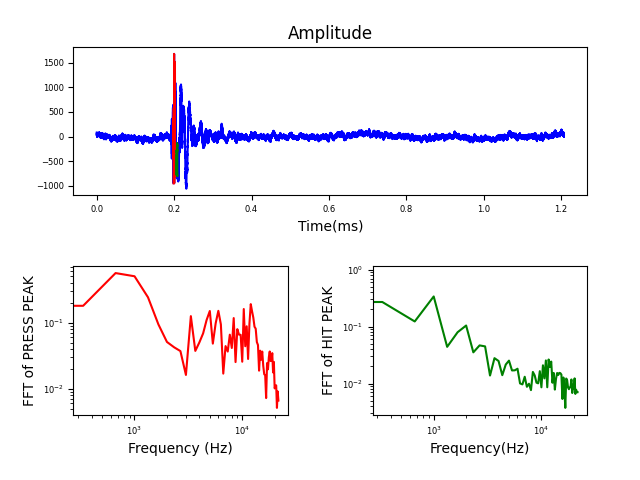 Amplitude
1500
1000
500
0
−500
−1000
0.0 0.2 0.4 0.6 0.8 1.0 1.2
Time(ms)
FFT of PRESS PEAK
10⁻¹
10⁻²
10³ 10⁴
Frequency (Hz)
FFT of HIT PEAK
10⁰
10⁻¹
10⁻²
10³ 10⁴
Frequency(Hz)